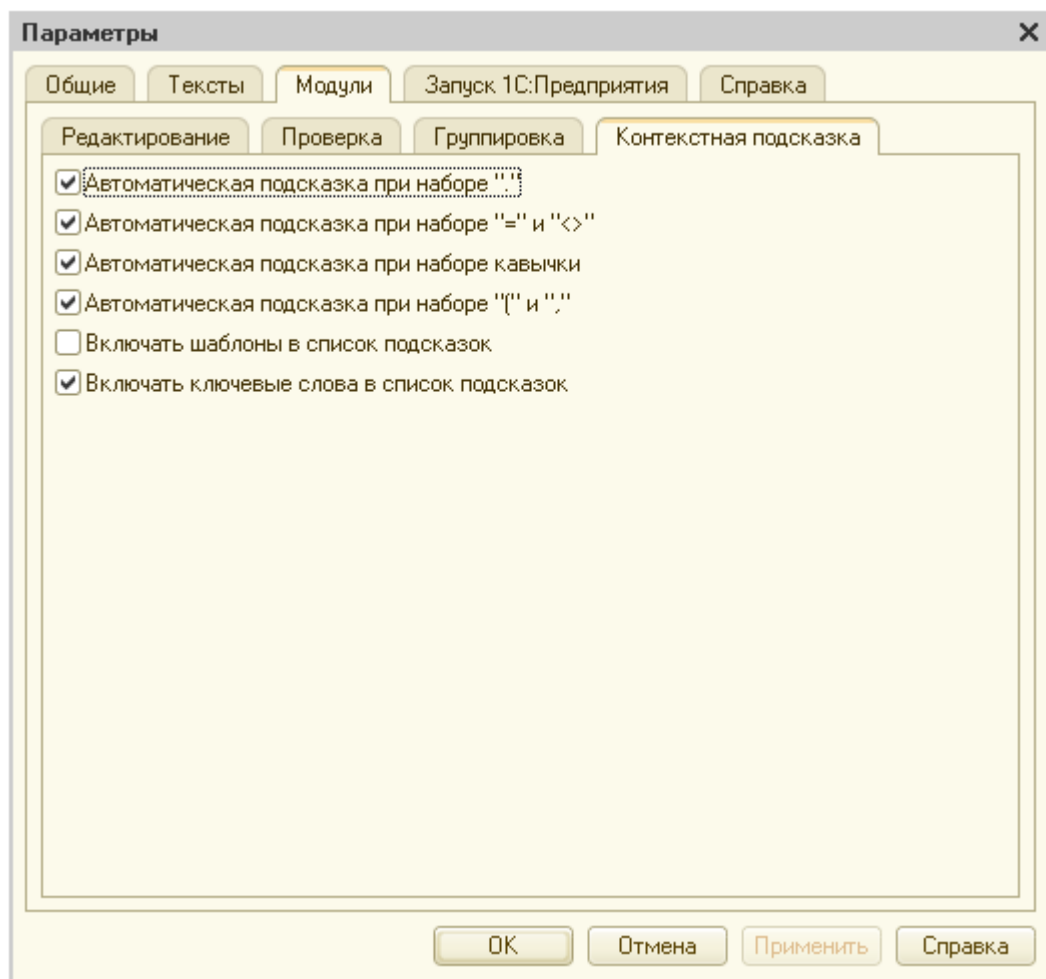 Параметры
Общие Тексты Модули Запуск 1С:Предприятия Справка
Редактирование Проверка Группировка Контекстная подсказка
Автоматическая подсказка при наборе "."
Автоматическая подсказка при наборе "=" и "<>"
Автоматическая подсказка при наборе кавычки
Автоматическая подсказка при наборе "(" и ","
Включать шаблоны в список подсказок
Включать ключевые слова в список подсказок
OK Отмена Применить Справка